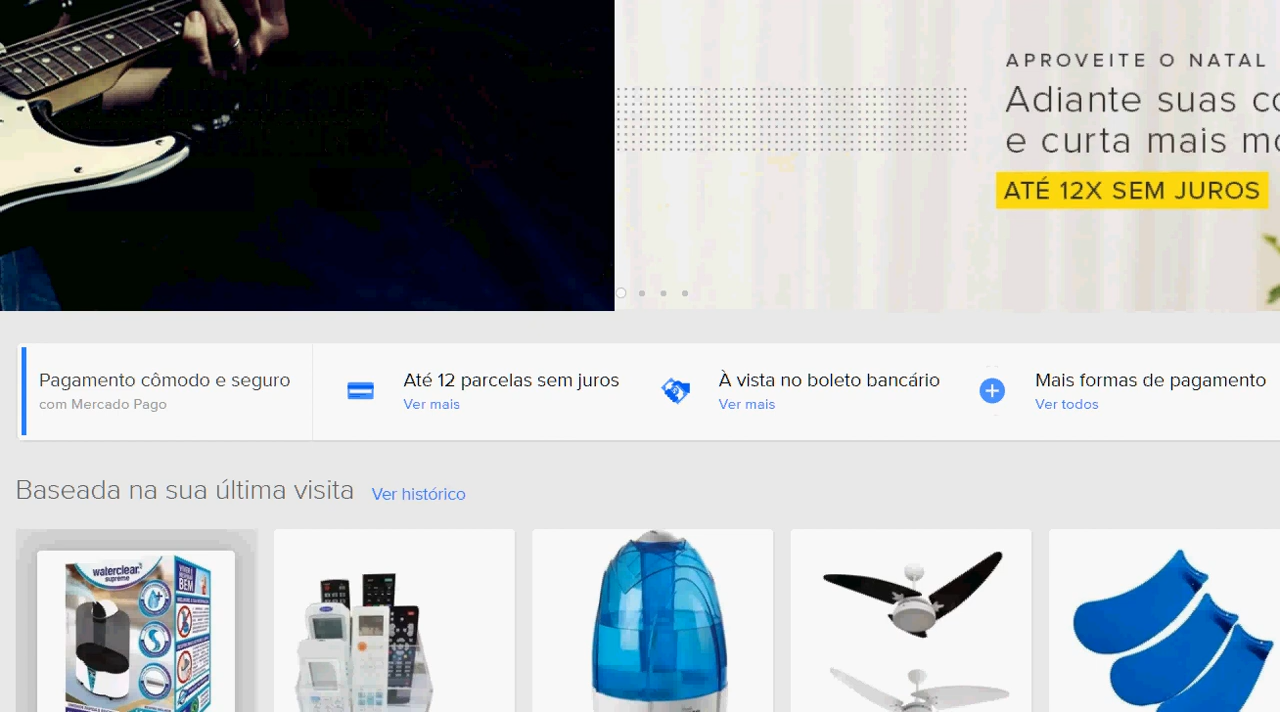 APROVEITE O NATAL
Adiante suas
e curta mais
ATÉ 12X SEM JUROS
Pagamento cômodo e seguro
com Mercado Pago
Até 12 parcelas sem juros
Ver mais
À vista no boleto bancário
Ver mais
Mais formas de pagamento
Ver todos
Baseada na sua última visita
Ver histórico
waterclear
supreme
BEM